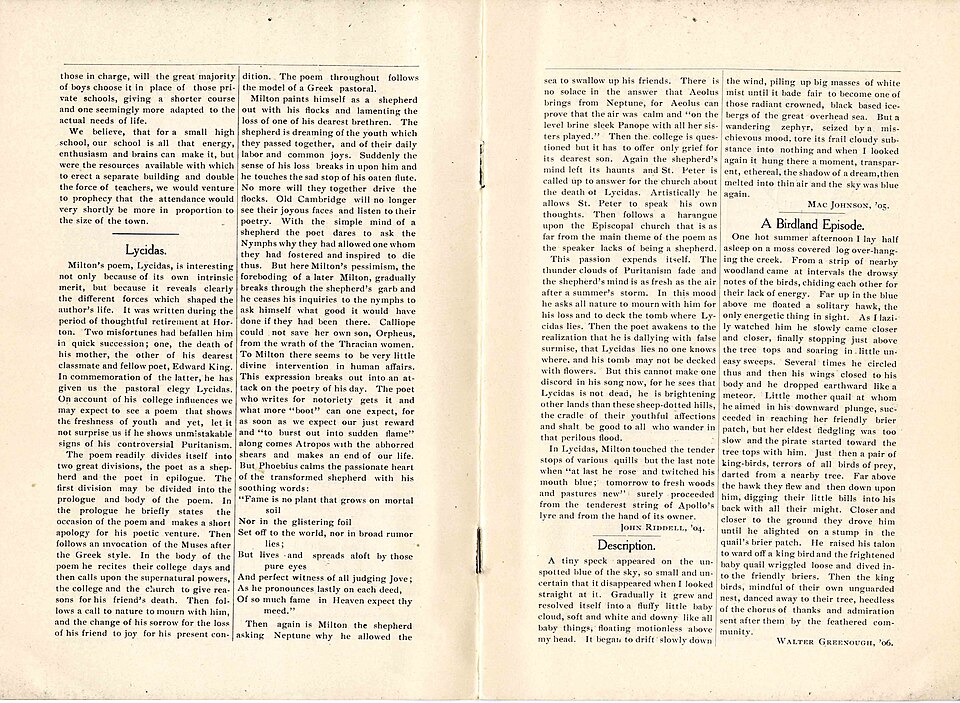 those in charge, will the great majority
of boys choose it in place of those pri-
vate schools, giving a shorter course
and one seemingly more adapted to the
actual needs of life.
We believe, that for a small high
school, our school is all that energy,
enthusiasm and brains can make it, but
were the resources available with which
to erect a separate building and double
the force of teachers, we would venture
to prophecy that the attendance would
very shortly be more in proportion to
the size of the town.
Lycidas.
Milton's poem, Lycidas, is interesting
not only because of its own intrinsic
merit, but because it reveals clearly
the different forces which shaped the
author's life. It was written during the
period of thoughtful retirement at Hor-
ton. Two misfortunes had befallen him
in quick succession; one, the death of
his mother, the other of his dearest
classmate and fellow poet, Edward King.
In commemoration of the latter, he has
given us the pastoral elegy Lycidas.
On account of his college influences we
may expect to see a poem that shows
the freshness of youth and yet, let it
not surprise us if he shows unmistakable
signs of his controversial Puritanism.
The poem readily divides itself into
two great divisions, the poet as a shep-
herd and the poet in epilogue. The
first division may be divided into the
prologue and body of the poem. In
the prologue he briefly states the
occasion of the poem and makes a short
apology for his poetic venture. Then
follows an invocation of the Muses after
the Greek style. In the body of the
poem he recites their college days and
then calls upon the supernatural powers,
the college and the church to give rea-
sons for his friend's death. Then fol-
lows a call to nature to mourn with him,
and the change of his sorrow for the loss
of his friend to joy for his present con-
dition. The poem throughout follows
the model of a Greek pastoral.
Milton paints himself as a shepherd
out with his flocks and lamenting the
loss of one of his dearest brethren. The
shepherd is dreaming of the youth which
they passed together, and of their daily
labor and common joys. Suddenly the
sense of his loss breaks in upon him and
he touches the sad stop of his oaten flute.
No more will they together drive the
flocks. Old Cambridge will no longer
see their joyous faces and listen to their
poetry. With the simple mind of a
shepherd the poet dares to ask the
Nymphs why they had allowed one whom
they had fostered and inspired to die
thus. But here Milton's pessimism, the
foreboding of a later Milton, gradually
breaks through the shepherd's garb and
he ceases his inquiries to the nymphs to
ask himself what good it would have
done if they had been there. Calliope
could not save her own son, Orpheus,
from the wrath of the Thracian women.
To Milton there seems to be very little
divine intervention in human affairs.
This expression breaks out into an at-
tack on the poetry of his day. The poet
who writes for notoriety gets it and
what more "boot" can one expect, for
as soon as we expect our just reward
and "to burst out into sudden flame"
along comes Atropos with the abhorred
shears and makes an end of our life.
But Phoebius calms the passionate heart
of the transformed shepherd with his
soothing words:
"Fame is no plant that grows on mortal
soil
Nor in the glistering foil
Set off to the world, nor in broad rumor
lies;
But lives and spreads aloft by those
pure eyes
And perfect witness of all judging Jove;
As he pronounces lastly on each deed,
Of so much fame in Heaven expect thy
meed."
Then again is Milton the shepherd
asking Neptune why he allowed the
sea to swallow up his friends. There is
no solace in the answer that Aeolus
brings from Neptune, for Aeolus can
prove that the air was calm and "on the
level brine sleek Panope with all her sis-
ters played." Then the college is ques-
tioned but it has to offer only grief for
its dearest son. Again the shepherd's
mind left its haunts and St. Peter is
called up to answer for the church about
the death of Lycidas. Artistically he
allows St. Peter to speak his own
thoughts. Then follows a harangue
upon the Episcopal church that is as
far from the main theme of the poem as
the speaker lacks of being a shepherd.
This passion expends itself. The
thunder clouds of Puritanism fade and
the shepherd's mind is as fresh as the air
after a summer's storm. In this mood
he asks all nature to mourn with him for
his loss and to deck the tomb where Ly-
cidas lies. Then the poet awakens to the
realization that he is dallying with false
surmise, that Lycidas lies no one knows
where, and his tomb may not be decked
with flowers. But this cannot make one
discord in his song now, for he sees that
Lycidas is not dead, he is brightening
other lands than these sheep-dotted hills,
the cradle of their youthful affections
and shalt be good to all who wander in
that perilous flood.
In Lycidas, Milton touched the tender
stops of various quills but the last note
when "at last he rose and twitched his
mouth blue; tomorrow to fresh woods
and pastures new" surely proceeded
from the tenderest string of Apollo's
lyre and from the hand of its owner.
John Riddell, '04.
Description.
A tiny speck appeared on the un-
spotted blue of the sky, so small and un-
certain that it disappeared when I looked
straight at it. Gradually it grew and
resolved itself into a fluffy little baby
cloud, soft and white and downy like all
baby things, floating motionless above
my head. It began to drift slowly down
the wind, piling up big masses of white
mist until it bade fair to become one of
those radiant crowned, black based ice-
bergs of the great overhead sea. But a
wandering zephyr, seized by a mis-
chievous mood, tore its frail cloudy sub-
stance into nothing and when I looked
again it hung there a moment, transpar-
ent, ethereal, the shadow of a dream, then
melted into thin air and the sky was blue
again.
Mac Johnson, '05.
A Birdland Episode.
One hot summer afternoon I lay half
asleep on a moss covered log over-hang-
ing the creek. From a strip of nearby
woodland came at intervals the drowsy
notes of the birds, chiding each other for
their lack of energy. Far up in the blue
above me floated a solitary hawk, the
only energetic thing in sight. As I lazi-
ly watched him he slowly came closer
and closer, finally stopping just above
the tree tops and soaring in little un-
easy sweeps. Several times he circled
thus and then his wings closed to his
body and he dropped earthward like a
meteor. Little mother quail at whom
he aimed in his downward plunge, suc-
ceeded in reaching her friendly brier
patch, but her eldest fledgling was too
slow and the pirate started toward the
tree tops with him. Just then a pair of
king-birds, terrors of all birds of prey,
darted from a nearby tree. Far above
the hawk they flew and then down upon
him, digging their little bills into his
back with all their might. Closer and
closer to the ground they drove him
until he alighted on a stump in the
quail's brier patch. He raised his talon
to ward off a king bird and the frightened
baby quail wriggled loose and dived in-
to the friendly briers. Then the king
birds, mindful of their own unguarded
nest, danced away to their tree, heedless
of the chorus of thanks and admiration
sent after them by the feathered com-
munity.
Walter Greenough, '06.